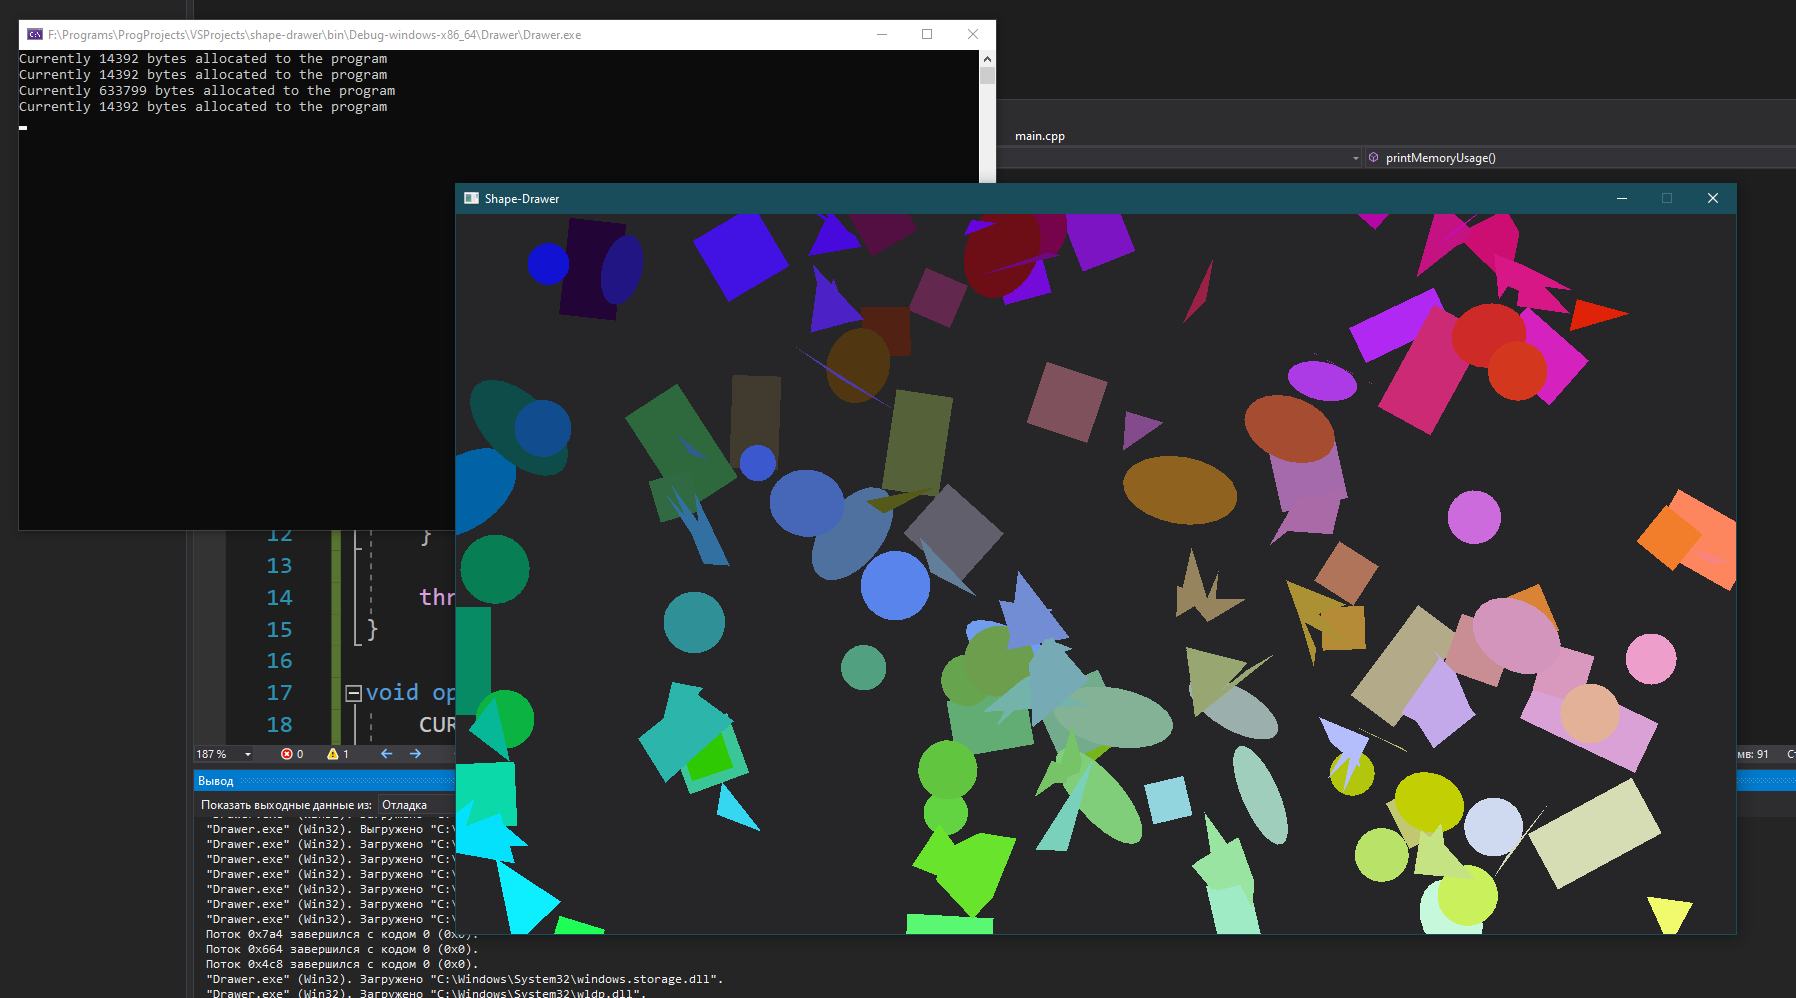 F:\Programs\ProgProjects\VSProjects\shape-drawer\bin\Debug-windows-x86_64\Drawer\Drawer.exe
Currently 14392 bytes allocated to the program
Currently 14392 bytes allocated to the program
Currently 633799 bytes allocated to the program
Currently 14392 bytes allocated to the program
main.cpp
printMemoryUsage()
Shape-Drawer
12 }
13
14 thr
15 }
16
17 void op
18 CUR
187 %
0
1
мв: 91
Вывод
Показать выходные данные из: Отладка
"Drawer.exe" (Win32). Загружено "C:\
"Drawer.exe" (Win32). Выгружено "C:\
"Drawer.exe" (Win32). Загружено "C:\
"Drawer.exe" (Win32). Загружено "C:\
"Drawer.exe" (Win32). Загружено "C:\
"Drawer.exe" (Win32). Загружено "C:\
"Drawer.exe" (Win32). Загружено "C:\
"Drawer.exe" (Win32). Загружено "C:\
Поток 0x7a4 завершился с кодом 0 (0x0).
Поток 0x664 завершился с кодом 0 (0x0).
Поток 0x4c8 завершился с кодом 0 (0x0).
"Drawer.exe" (Win32). Загружено "C:\Windows\System32\windows.storage.dll".
"Drawer.exe" (Win32). Загружено "C:\Windows\System32\wldp.dll".